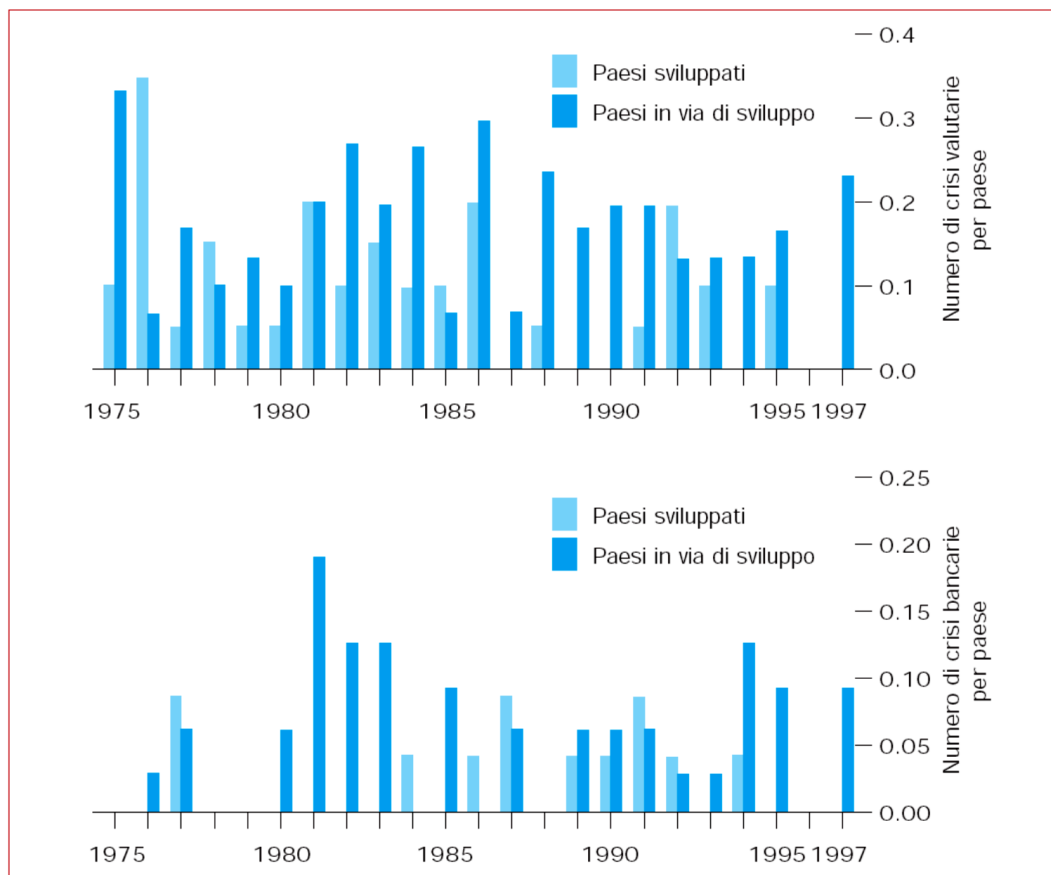 0.4
Paesi sviluppati
Paesi in via di sviluppo
0.3
0.2
0.1
0.0
Numero di crisi valutarie
per paese
1975 1980 1985 1990 1995 1997
0.25
Paesi sviluppati
Paesi in via di sviluppo
0.20
0.15
0.10
0.05
0.00
Numero di crisi bancarie
per paese
1975 1980 1985 1990 1995 1997